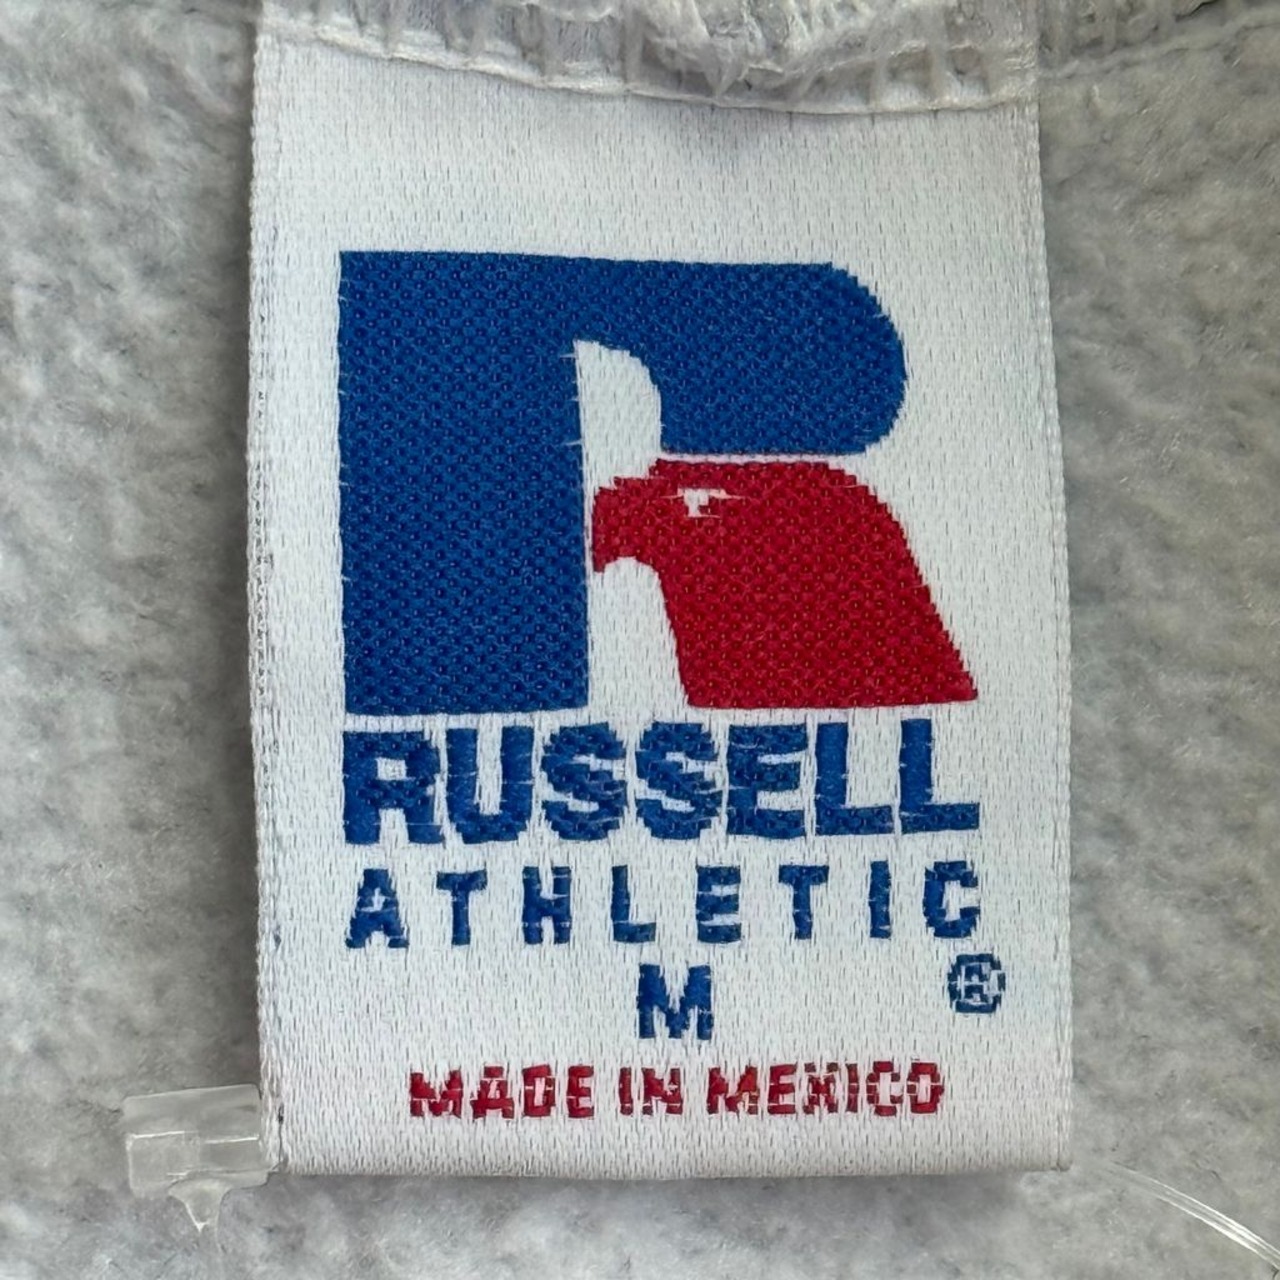 RUSSELL
ATHLETIC
M ®
MADE IN MEXICO